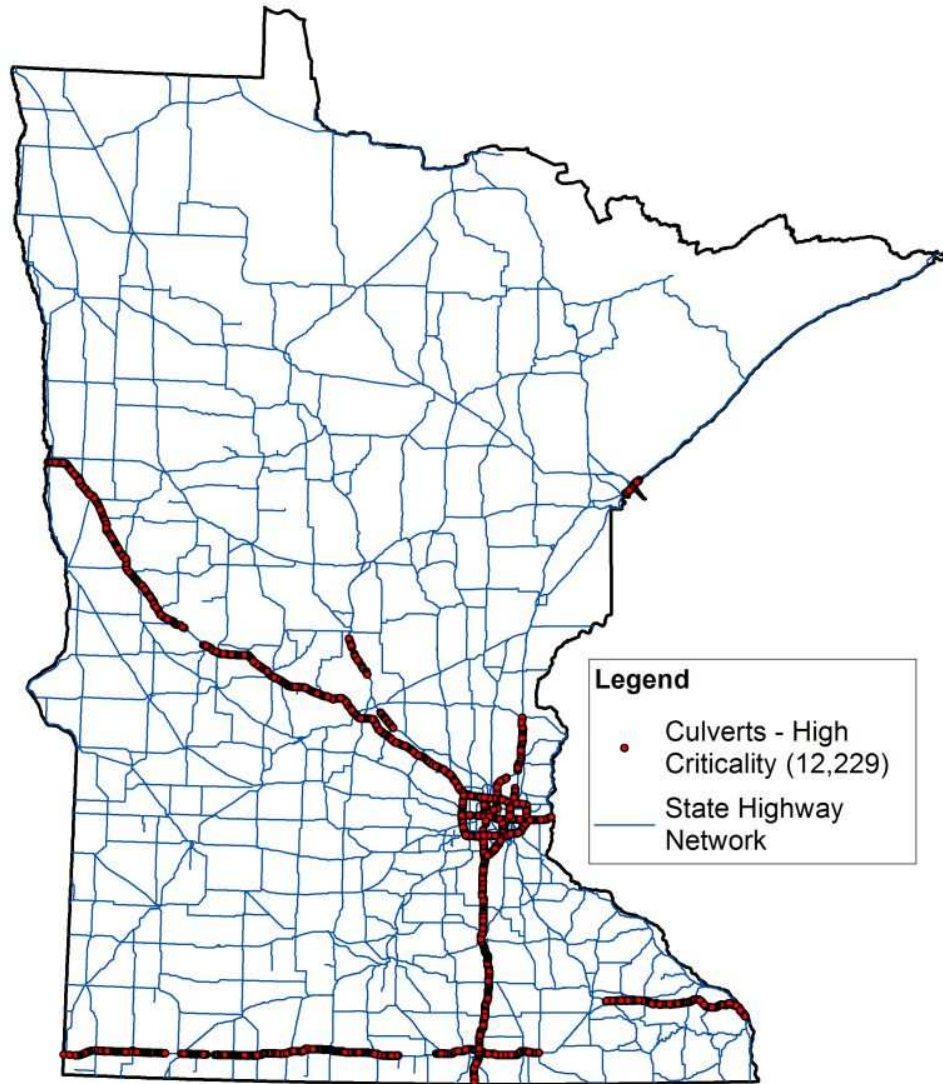 Legend
Culverts - High
Criticality (12,229)
State Highway
Network